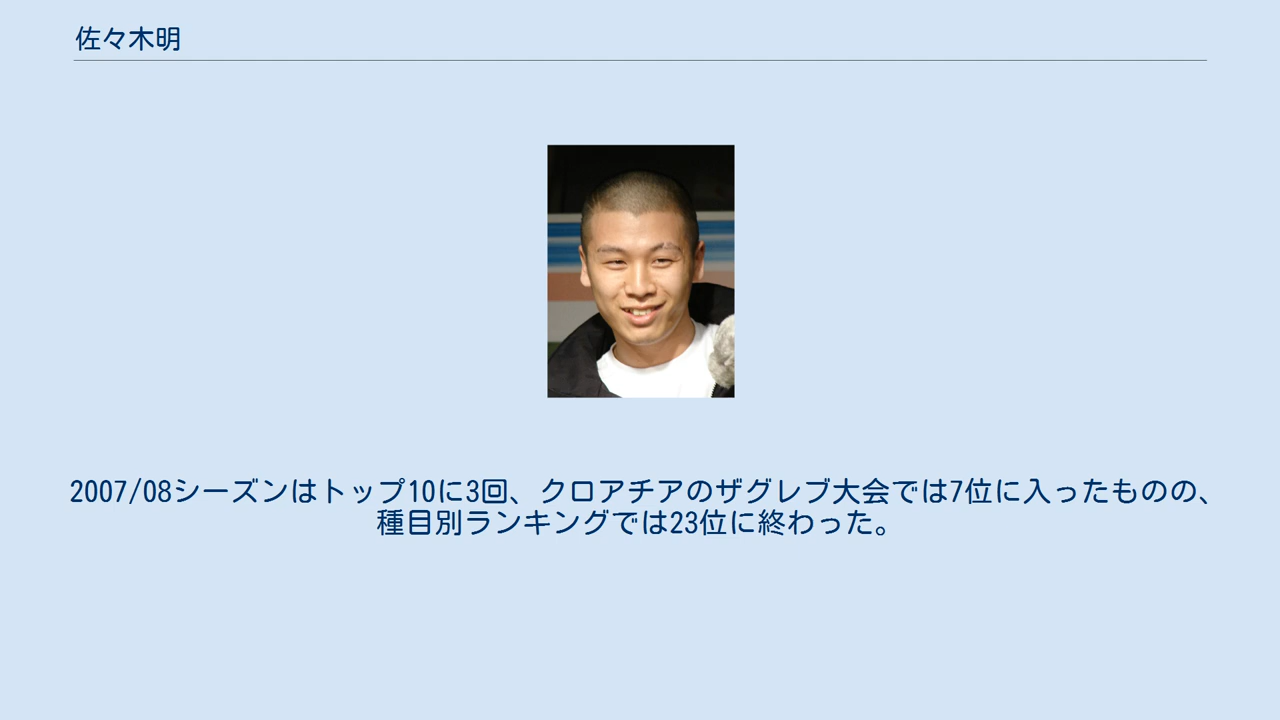 佐々木明
2007/08シーズンはトップ10に3回、クロアチアのザグレブ大会では7位に入ったものの、
種目別ランキングでは23位に終わった。